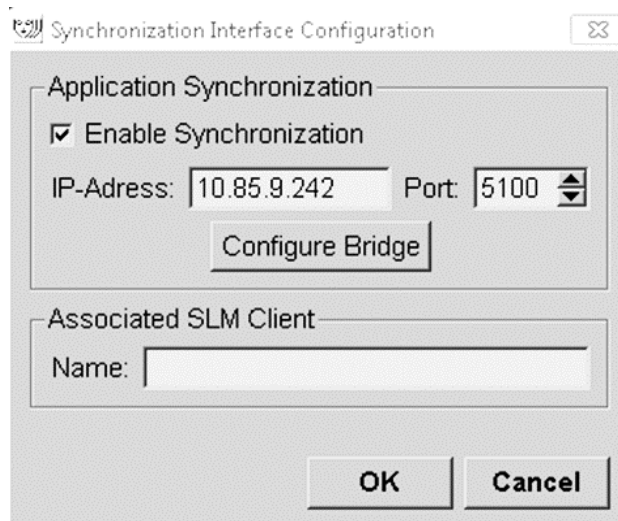 Synchronization Interface Configuration
Application Synchronization
Enable Synchronization
IP-Adress: 10.85.9.242 Port: 5100
Configure Bridge
Associated SLM Client
Name:
OK Cancel